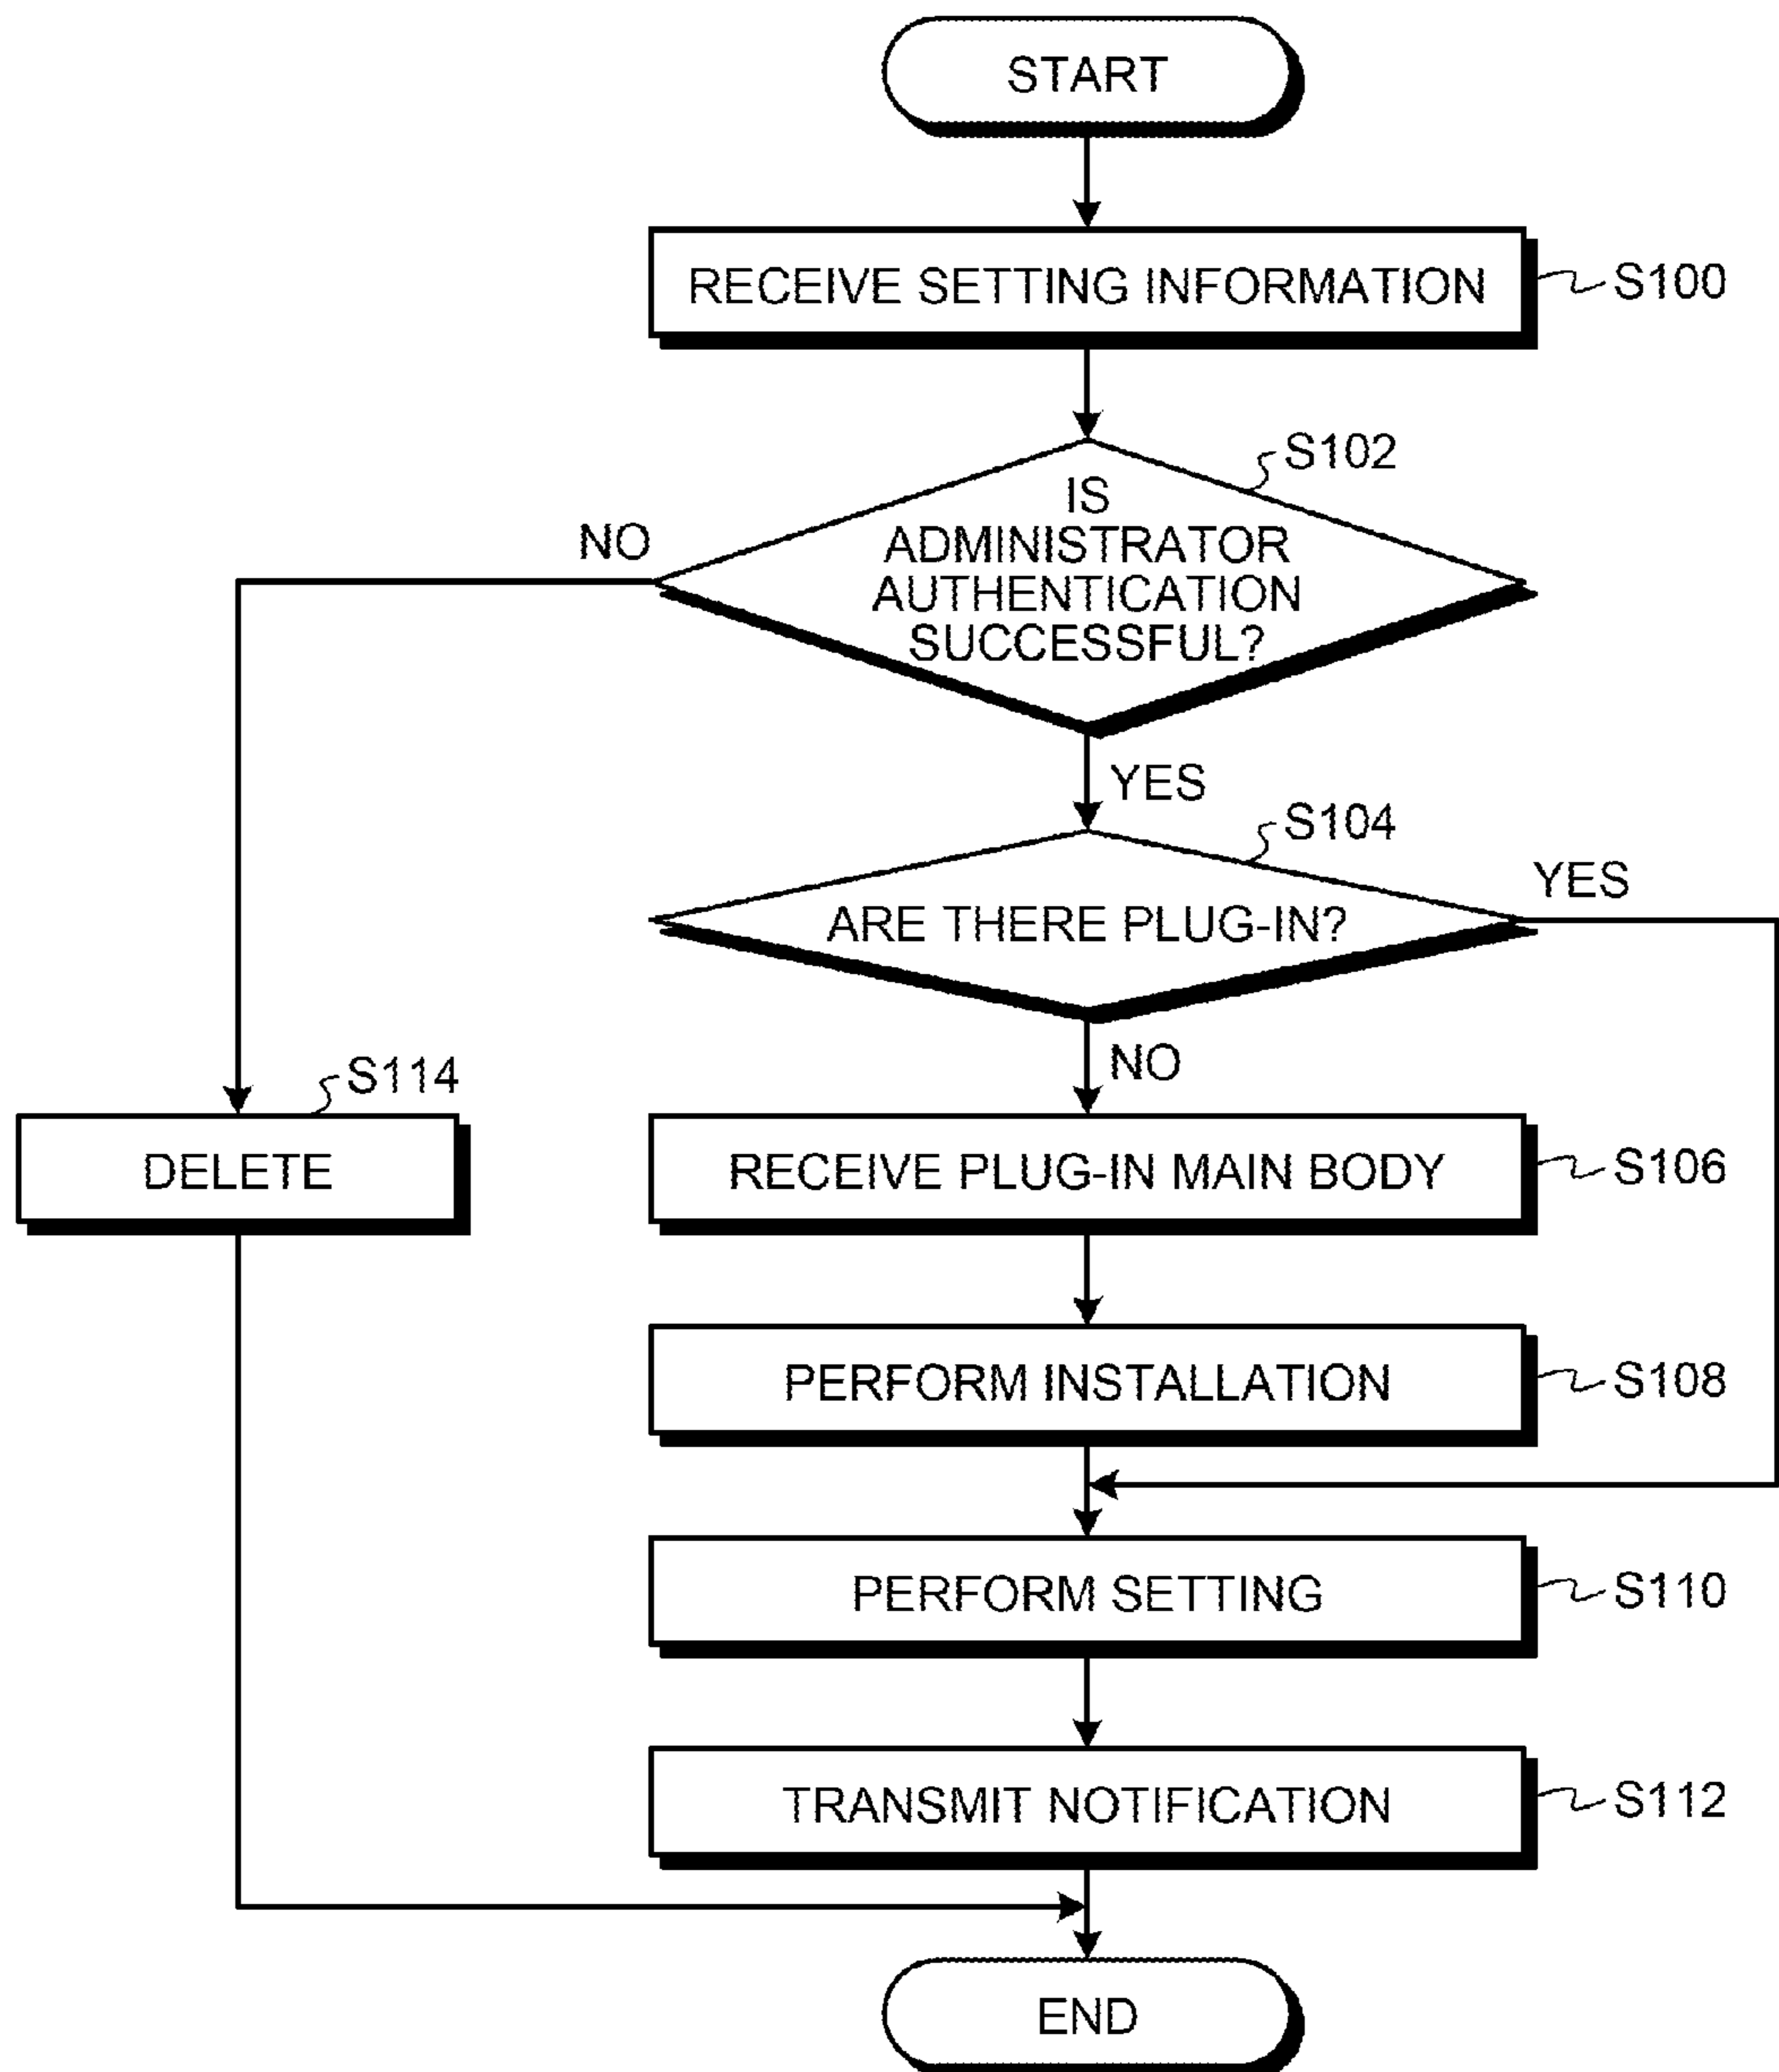 START
RECEIVE SETTING INFORMATION
S100
S102
IS
ADMINISTRATOR
AUTHENTICATION
SUCCESSFUL?
NO
YES
S104
ARE THERE PLUG-IN?
YES
NO
S114
DELETE
RECEIVE PLUG-IN MAIN BODY
S106
PERFORM INSTALLATION
S108
PERFORM SETTING
S110
TRANSMIT NOTIFICATION
S112
END